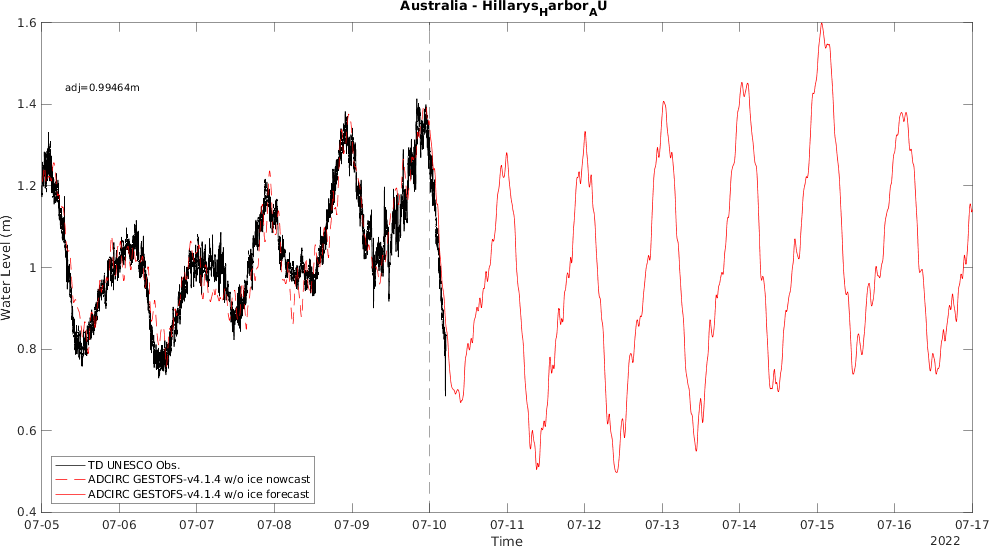 Australia - HillarysHarborAU
1.6
adj=0.99464m
1.4
1.2
Water Level (m)
1
0.8
0.6
TD UNESCO Obs.
ADCIRC GESTOFS-v4.1.4 w/o ice nowcast
ADCIRC GESTOFS-v4.1.4 w/o ice forecast
0.4
07-05 07-06 07-07 07-08 07-09 07-10 07-11 07-12 07-13 07-14 07-15 07-16 07-17
Time
2022